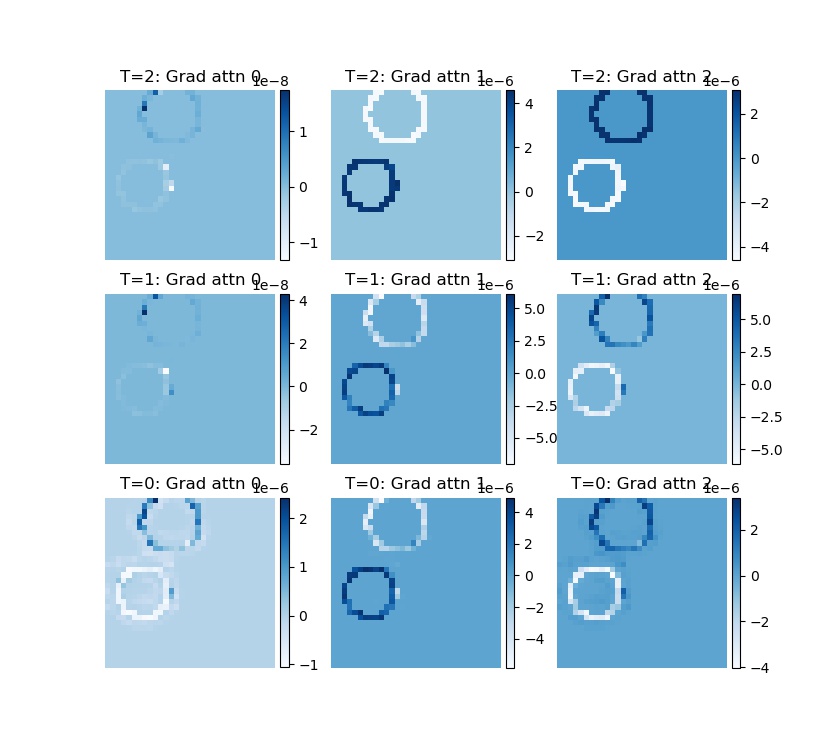 T=2: Grad attn 0
1e−8
T=2: Grad attn 1
1e−6
T=2: Grad attn 2
1e−6
1
0
−1
4
2
0
−2
2
0
−2
−4
T=1: Grad attn 0
1e−8
T=1: Grad attn 1
1e−6
T=1: Grad attn 2
1e−6
4
2
0
−2
5.0
2.5
0.0
−2.5
−5.0
5.0
2.5
0.0
−2.5
−5.0
T=0: Grad attn 0
1e−6
T=0: Grad attn 1
1e−6
T=0: Grad attn 2
1e−6
2
1
0
−1
4
2
0
−2
−4
2
0
−2
−4